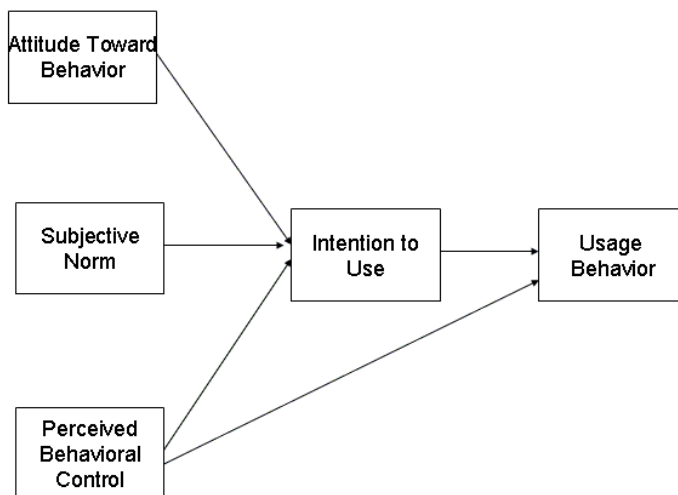 Attitude Toward
Behavior
Subjective
Norm
Intention to
Use
Usage
Behavior
Perceived
Behavioral
Control